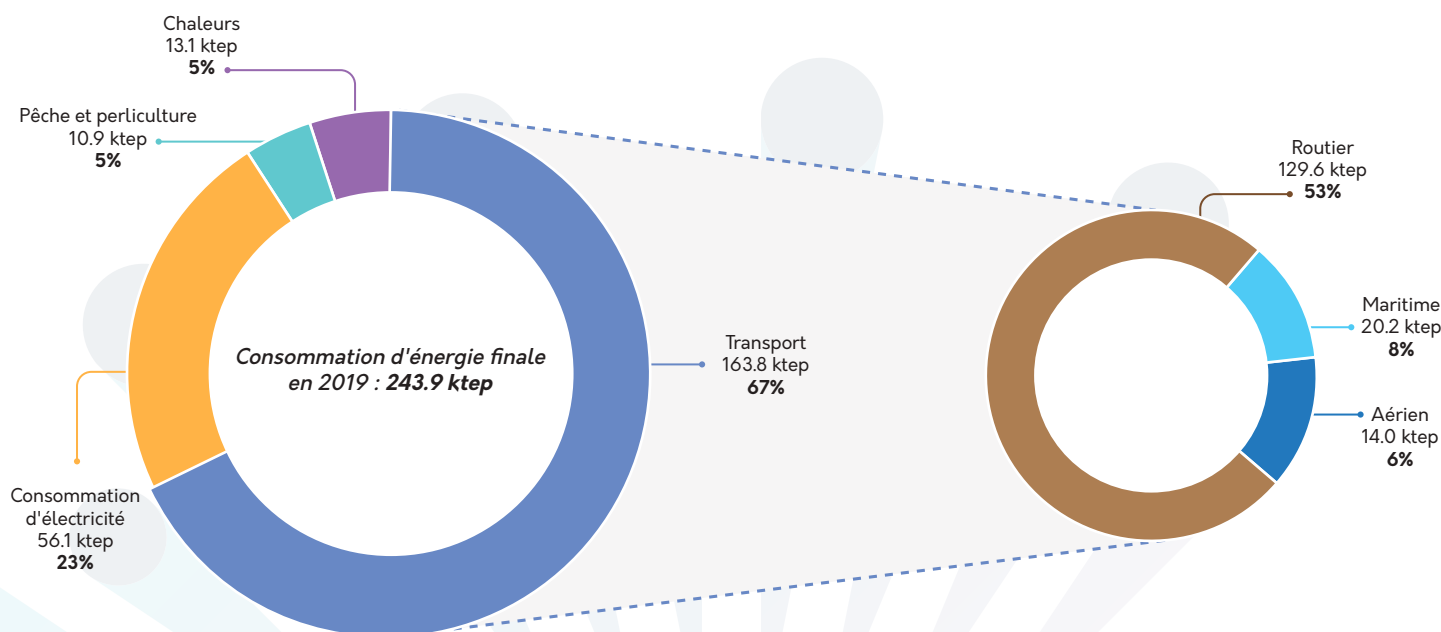 Chaleurs
13.1 ktep
5%
Pêche et perliculture
10.9 ktep
5%
Consommation d'énergie finale
en 2019 : 243.9 ktep
Consommation
d'électricité
56.1 ktep
23%
Transport
163.8 ktep
67%
Routier
129.6 ktep
53%
Maritime
20.2 ktep
8%
Aérien
14.0 ktep
6%